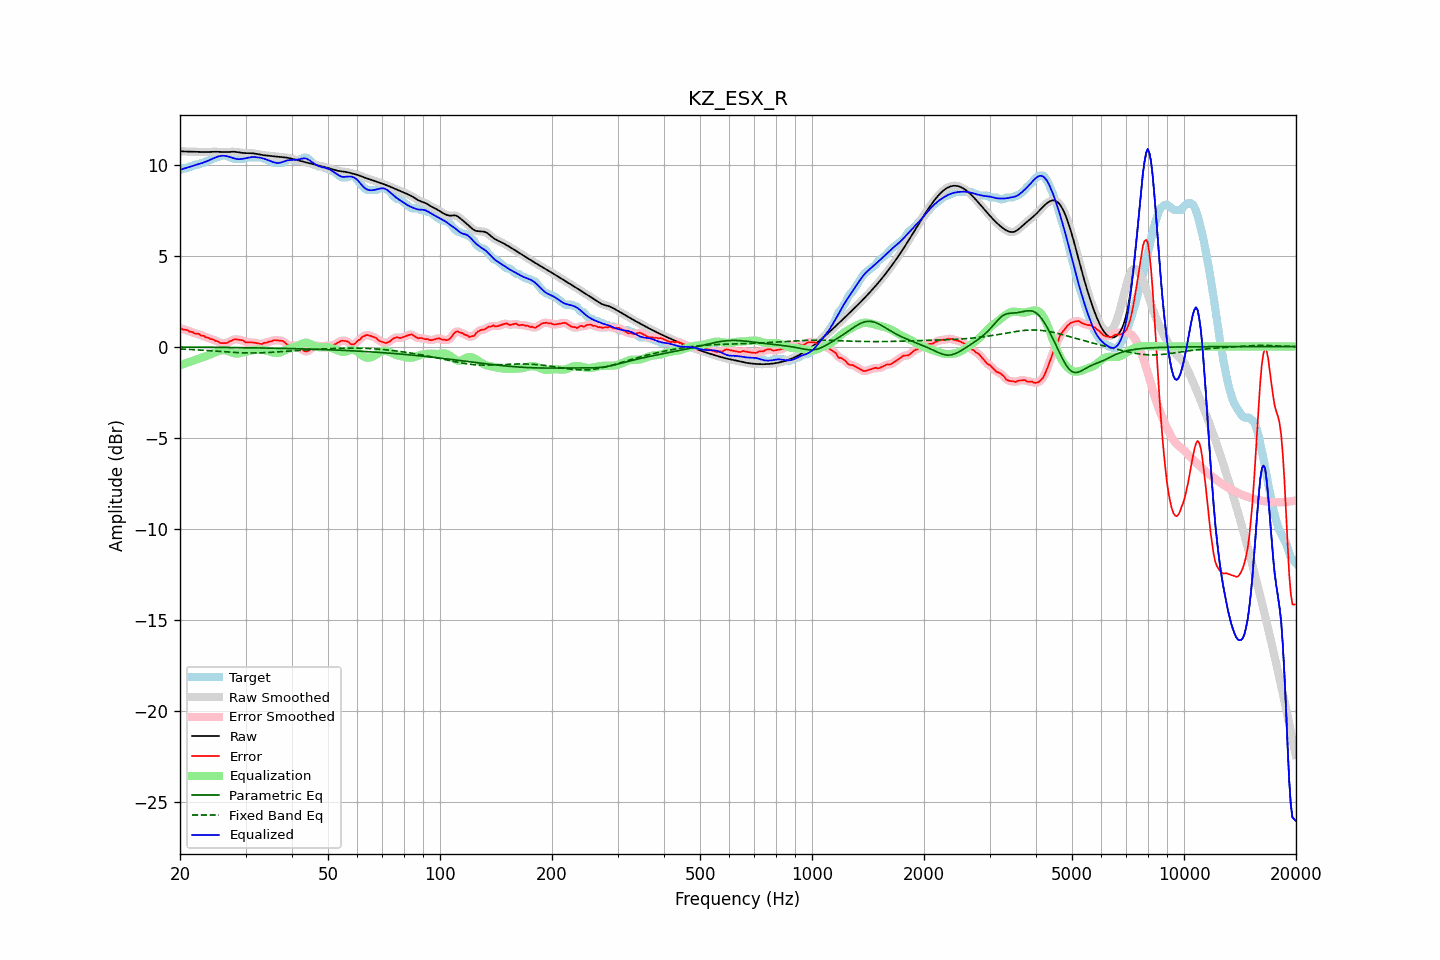 KZ_ESX_R
Amplitude (dBr)
10
5
0
−5
−10
−15
−20
−25
Target
Raw Smoothed
Error Smoothed
Raw
Error
Equalization
Parametric Eq
Fixed Band Eq
Equalized
20 50 100 200 500 1000 2000 5000 10000 20000
Frequency (Hz)